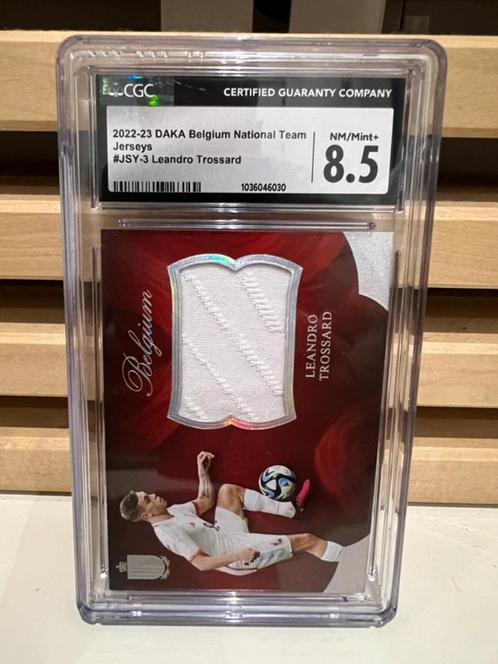 CGC
CERTIFIED GUARANTY COMPANY
2022-23 DAKA Belgium National Team
Jerseys
#JSY-3 Leandro Trossard
1036046030
NM/Mint+
8.5
Belgium
LEANDRO
TROSSARD